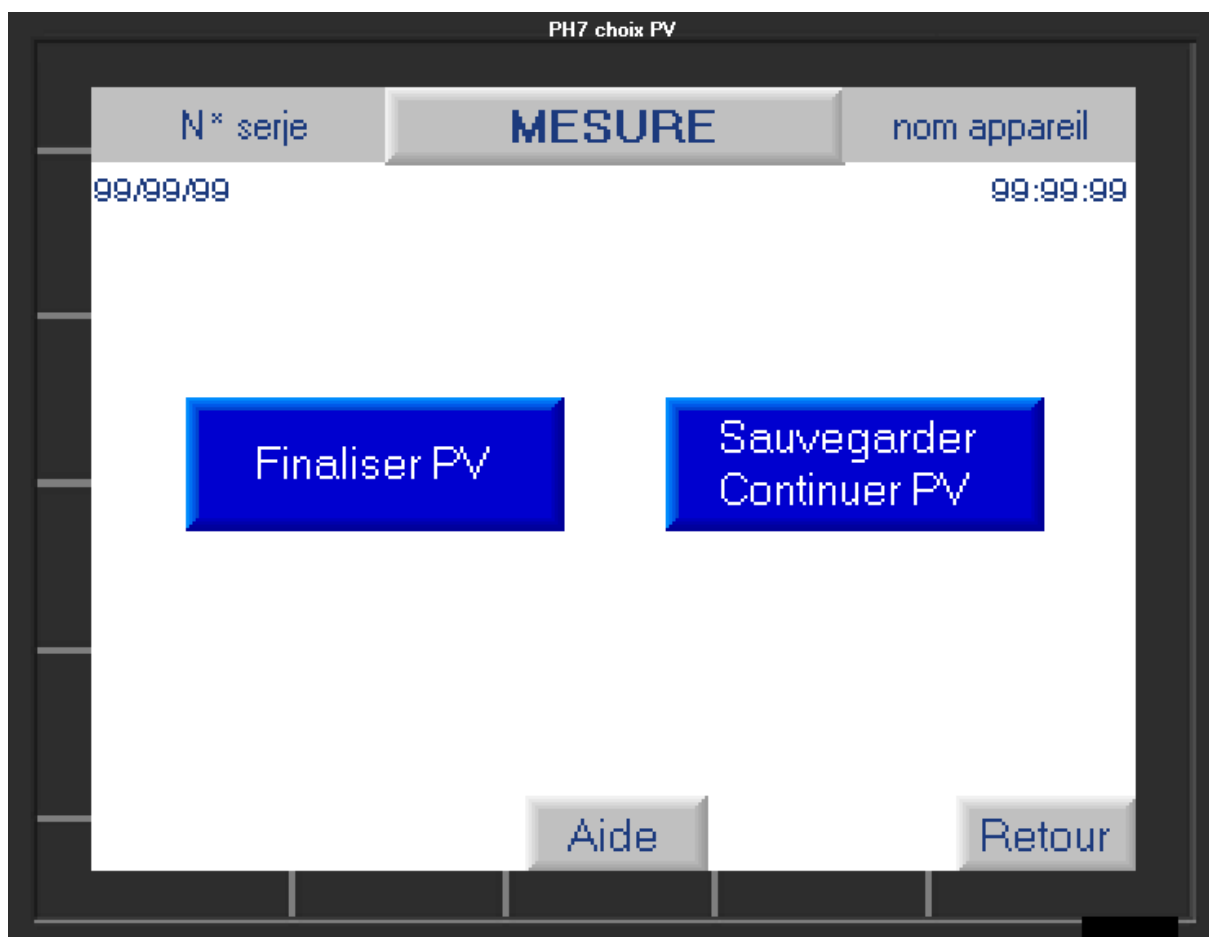 PH7 choix PV
N* serje MESURE nom appareil
99/99/99 99:99:99
Finaliser PV
Sauvegarder
Continuer PV
Aide Retour